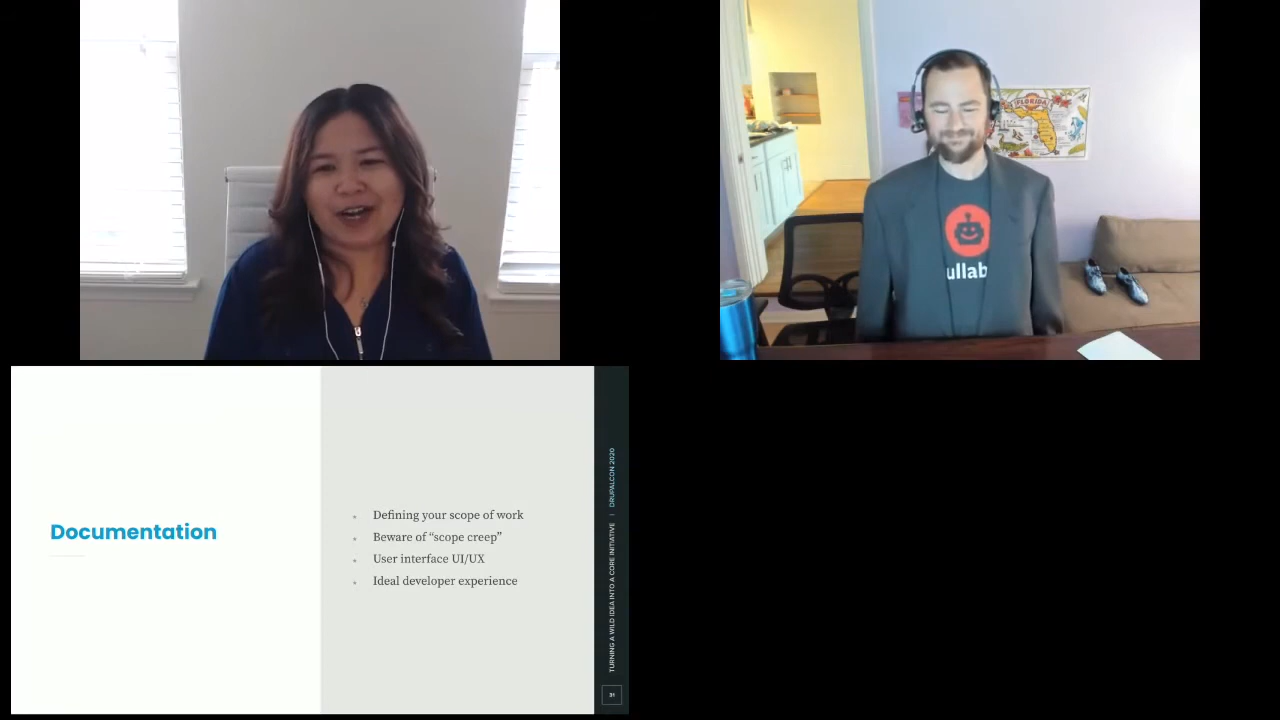 FLORIDA
ullab
Documentation
Defining your scope of work
Beware of “scope creep”
User interface UI/UX
Ideal developer experience
TURNING A WILD IDEA INTO A CORE INITIATIVE | DRUPALCON 2020
31